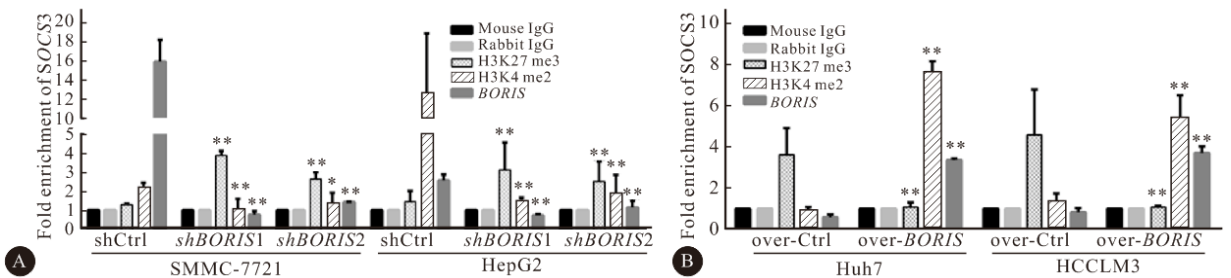 Fold enrichment of SOCS3
20
18
16
14
12
10
5
4
3
2
1
0
Mouse IgG
Rabbit IgG
H3K27 me3
H3K4 me2
BORIS
** ** **
** * **
** ** **
** ** **
shCtrl shBORIS1 shBORIS2 shCtrl shBORIS1 shBORIS2
SMMC-7721 HepG2
A
Fold enrichment of SOCS3
10
8
6
4
2
0
Mouse IgG
Rabbit IgG
H3K27 me3
H3K4 me2
BORIS
** ** **
** ** **
over-Ctrl over-BORIS over-Ctrl over-BORIS
Huh7 HCCLM3
B